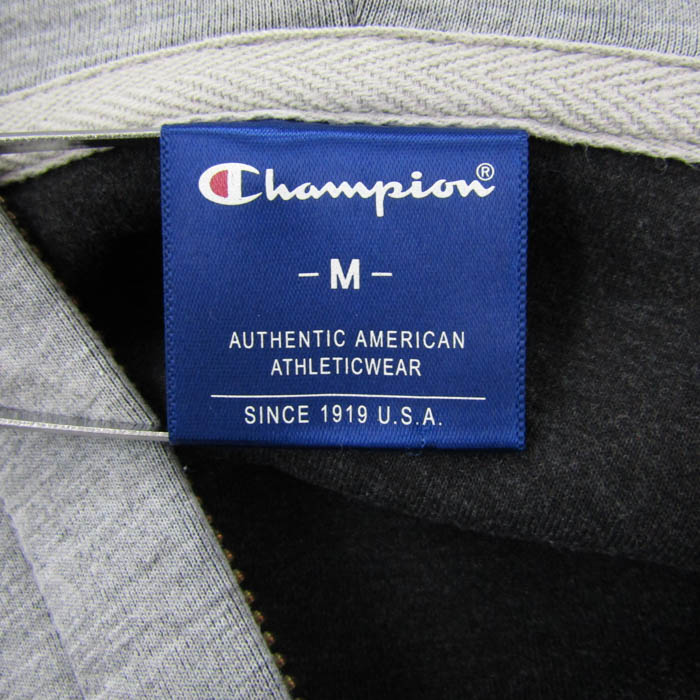 Champion®
- M -
AUTHENTIC AMERICAN
ATHLETICWEAR
SINCE 1919 U.S.A.